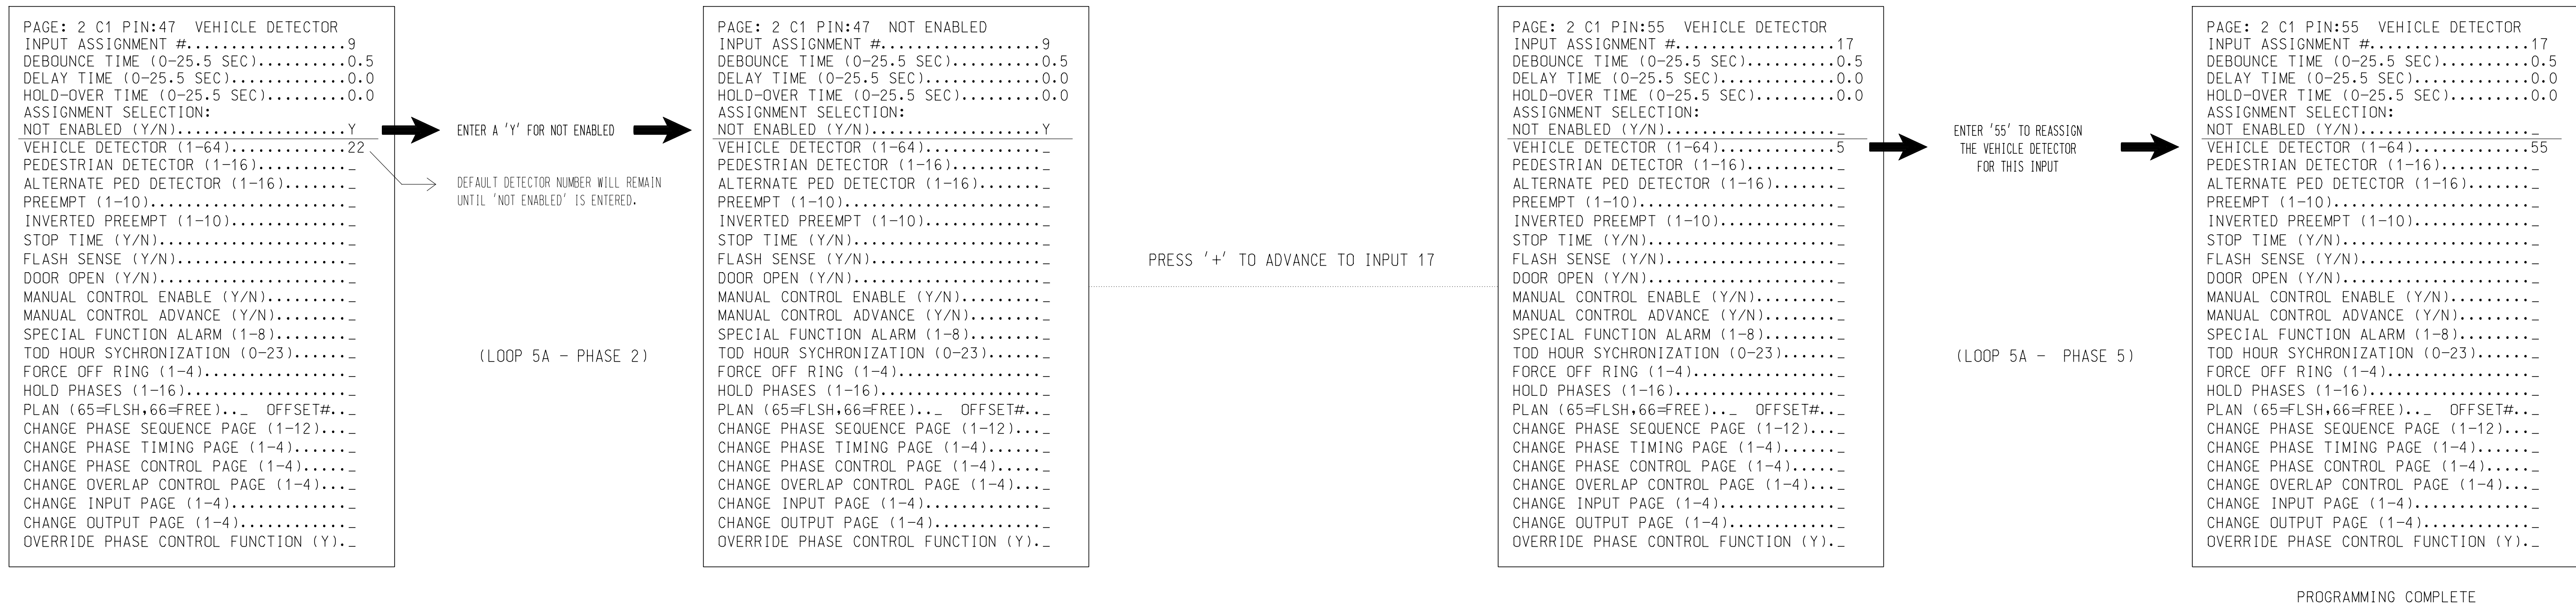 PAGE: 2 C1 PIN:47  VEHICLE DETECTOR
INPUT ASSIGNMENT #..................9
DEBOUNCE TIME (0-25.5 SEC)..........0.5
DELAY TIME (0-25.5 SEC).............0.0
HOLD-OVER TIME (0-25.5 SEC).........0.0
ASSIGNMENT SELECTION:
NOT ENABLED (Y/N)...................Y
VEHICLE DETECTOR (1-64).............22
PEDESTRIAN DETECTOR (1-16).........._
ALTERNATE PED DETECTOR (1-16)......._
PREEMPT (1-10)......................_
INVERTED PREEMPT (1-10)............._
STOP TIME (Y/N)....................._
FLASH SENSE (Y/N)..................._
DOOR OPEN (Y/N)....................._
MANUAL CONTROL ENABLE (Y/N)........._
MANUAL CONTROL ADVANCE (Y/N)........_
SPECIAL FUNCTION ALARM (1-8)........_
TOD HOUR SYCHRONIZATION (0-23)......_
FORCE OFF RING (1-4)................_
HOLD PHASES (1-16).................._
PLAN (65=FLSH,66=FREE).._  OFFSET#.._
CHANGE PHASE SEQUENCE PAGE (1-12)..._
CHANGE PHASE TIMING PAGE (1-4)......_
CHANGE PHASE CONTROL PAGE (1-4)....._
CHANGE OVERLAP CONTROL PAGE (1-4)..._
CHANGE INPUT PAGE (1-4)............._
CHANGE OUTPUT PAGE (1-4)............_
OVERRIDE PHASE CONTROL FUNCTION (Y)._
ENTER A 'Y' FOR NOT ENABLED
DEFAULT DETECTOR NUMBER WILL REMAIN
UNTIL 'NOT ENABLED' IS ENTERED.
(LOOP 5A - PHASE 2)
PAGE: 2 C1 PIN:47  NOT ENABLED
INPUT ASSIGNMENT #..................9
DEBOUNCE TIME (0-25.5 SEC)..........0.5
DELAY TIME (0-25.5 SEC).............0.0
HOLD-OVER TIME (0-25.5 SEC).........0.0
ASSIGNMENT SELECTION:
NOT ENABLED (Y/N)...................Y
VEHICLE DETECTOR (1-64)............._
PEDESTRIAN DETECTOR (1-16).........._
ALTERNATE PED DETECTOR (1-16)......._
PREEMPT (1-10)......................_
INVERTED PREEMPT (1-10)............._
STOP TIME (Y/N)....................._
FLASH SENSE (Y/N)..................._
DOOR OPEN (Y/N)....................._
MANUAL CONTROL ENABLE (Y/N)........._
MANUAL CONTROL ADVANCE (Y/N)........_
SPECIAL FUNCTION ALARM (1-8)........_
TOD HOUR SYCHRONIZATION (0-23)......_
FORCE OFF RING (1-4)................_
HOLD PHASES (1-16).................._
PLAN (65=FLSH,66=FREE).._  OFFSET#.._
CHANGE PHASE SEQUENCE PAGE (1-12)..._
CHANGE PHASE TIMING PAGE (1-4)......_
CHANGE PHASE CONTROL PAGE (1-4)....._
CHANGE OVERLAP CONTROL PAGE (1-4)..._
CHANGE INPUT PAGE (1-4)............._
CHANGE OUTPUT PAGE (1-4)............_
OVERRIDE PHASE CONTROL FUNCTION (Y)._
PRESS '+' TO ADVANCE TO INPUT 17
PAGE: 2 C1 PIN:55  VEHICLE DETECTOR
INPUT ASSIGNMENT #..................17
DEBOUNCE TIME (0-25.5 SEC)..........0.5
DELAY TIME (0-25.5 SEC).............0.0
HOLD-OVER TIME (0-25.5 SEC).........0.0
ASSIGNMENT SELECTION:
NOT ENABLED (Y/N)..................._
VEHICLE DETECTOR (1-64).............5
PEDESTRIAN DETECTOR (1-16).........._
ALTERNATE PED DETECTOR (1-16)......._
PREEMPT (1-10)......................_
INVERTED PREEMPT (1-10)............._
STOP TIME (Y/N)....................._
FLASH SENSE (Y/N)..................._
DOOR OPEN (Y/N)....................._
MANUAL CONTROL ENABLE (Y/N)........._
MANUAL CONTROL ADVANCE (Y/N)........_
SPECIAL FUNCTION ALARM (1-8)........_
TOD HOUR SYCHRONIZATION (0-23)......_
FORCE OFF RING (1-4)................_
HOLD PHASES (1-16).................._
PLAN (65=FLSH,66=FREE).._  OFFSET#.._
CHANGE PHASE SEQUENCE PAGE (1-12)..._
CHANGE PHASE TIMING PAGE (1-4)......_
CHANGE PHASE CONTROL PAGE (1-4)....._
CHANGE OVERLAP CONTROL PAGE (1-4)..._
CHANGE INPUT PAGE (1-4)............._
CHANGE OUTPUT PAGE (1-4)............_
OVERRIDE PHASE CONTROL FUNCTION (Y)._
ENTER '55' TO REASSIGN
THE VEHICLE DETECTOR
FOR THIS INPUT
(LOOP 5A -  PHASE 5)
PAGE: 2 C1 PIN:55  VEHICLE DETECTOR
INPUT ASSIGNMENT #..................17
DEBOUNCE TIME (0-25.5 SEC)..........0.5
DELAY TIME (0-25.5 SEC).............0.0
HOLD-OVER TIME (0-25.5 SEC).........0.0
ASSIGNMENT SELECTION:
NOT ENABLED (Y/N)..................._
VEHICLE DETECTOR (1-64).............55
PEDESTRIAN DETECTOR (1-16).........._
ALTERNATE PED DETECTOR (1-16)......._
PREEMPT (1-10)......................_
INVERTED PREEMPT (1-10)............._
STOP TIME (Y/N)....................._
FLASH SENSE (Y/N)..................._
DOOR OPEN (Y/N)....................._
MANUAL CONTROL ENABLE (Y/N)........._
MANUAL CONTROL ADVANCE (Y/N)........_
SPECIAL FUNCTION ALARM (1-8)........_
TOD HOUR SYCHRONIZATION (0-23)......_
FORCE OFF RING (1-4)................_
HOLD PHASES (1-16).................._
PLAN (65=FLSH,66=FREE).._  OFFSET#.._
CHANGE PHASE SEQUENCE PAGE (1-12)..._
CHANGE PHASE TIMING PAGE (1-4)......_
CHANGE PHASE CONTROL PAGE (1-4)....._
CHANGE OVERLAP CONTROL PAGE (1-4)..._
CHANGE INPUT PAGE (1-4)............._
CHANGE OUTPUT PAGE (1-4)............_
OVERRIDE PHASE CONTROL FUNCTION (Y)._
PROGRAMMING COMPLETE